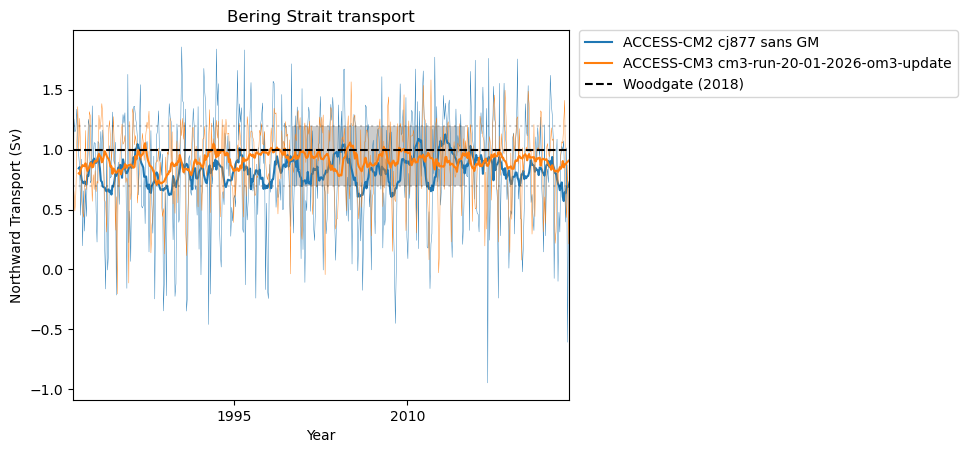 Bering Strait transport
ACCESS-CM2 cj877 sans GM
ACCESS-CM3 cm3-run-20-01-2026-om3-update
Woodgate (2018)
Northward Transport (Sv)
1.5
1.0
0.5
0.0
−0.5
−1.0
1995
2010
Year